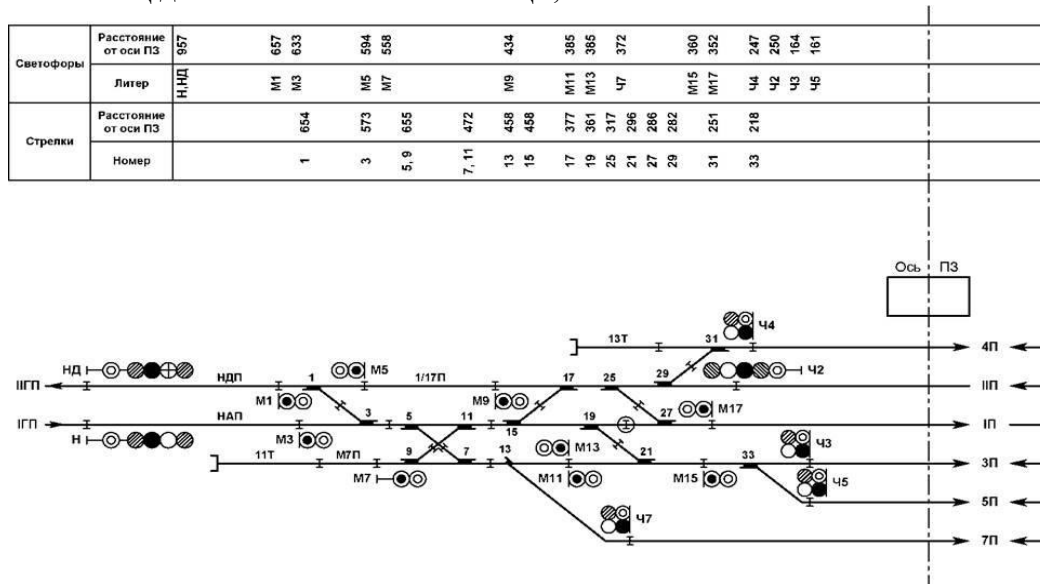 Светофоры
Расстояние от оси ПЗ
957 657 633 594 558 434 385 385 372 360 352 247 250 164 161
Литер
Н,НД М1 М3 М5 М7 М9 М11 М13 Ч7 М15 М17 Ч4 Ч2 Ч3 Ч5
Стрелки
Расстояние от оси ПЗ
654 573 655 472 458 458 377 361 317 296 286 282 251 218
Номер
1 3 5, 9 7, 11 13 15 17 19 25 21 27 29 31 33
Ось ПЗ
Ч4
13Т 31 4П
НД М5 Ч2
IIГП НДП 1 1/17П 17 25 29 IIП
М1 М9 М17
IГП НАП 3 5 11 15 19 27 IП
Н М3 М13 Ч3
11Т М7П 9 7 13 21 33 3П
М7 М11 М15 Ч5
5П
Ч7
7П